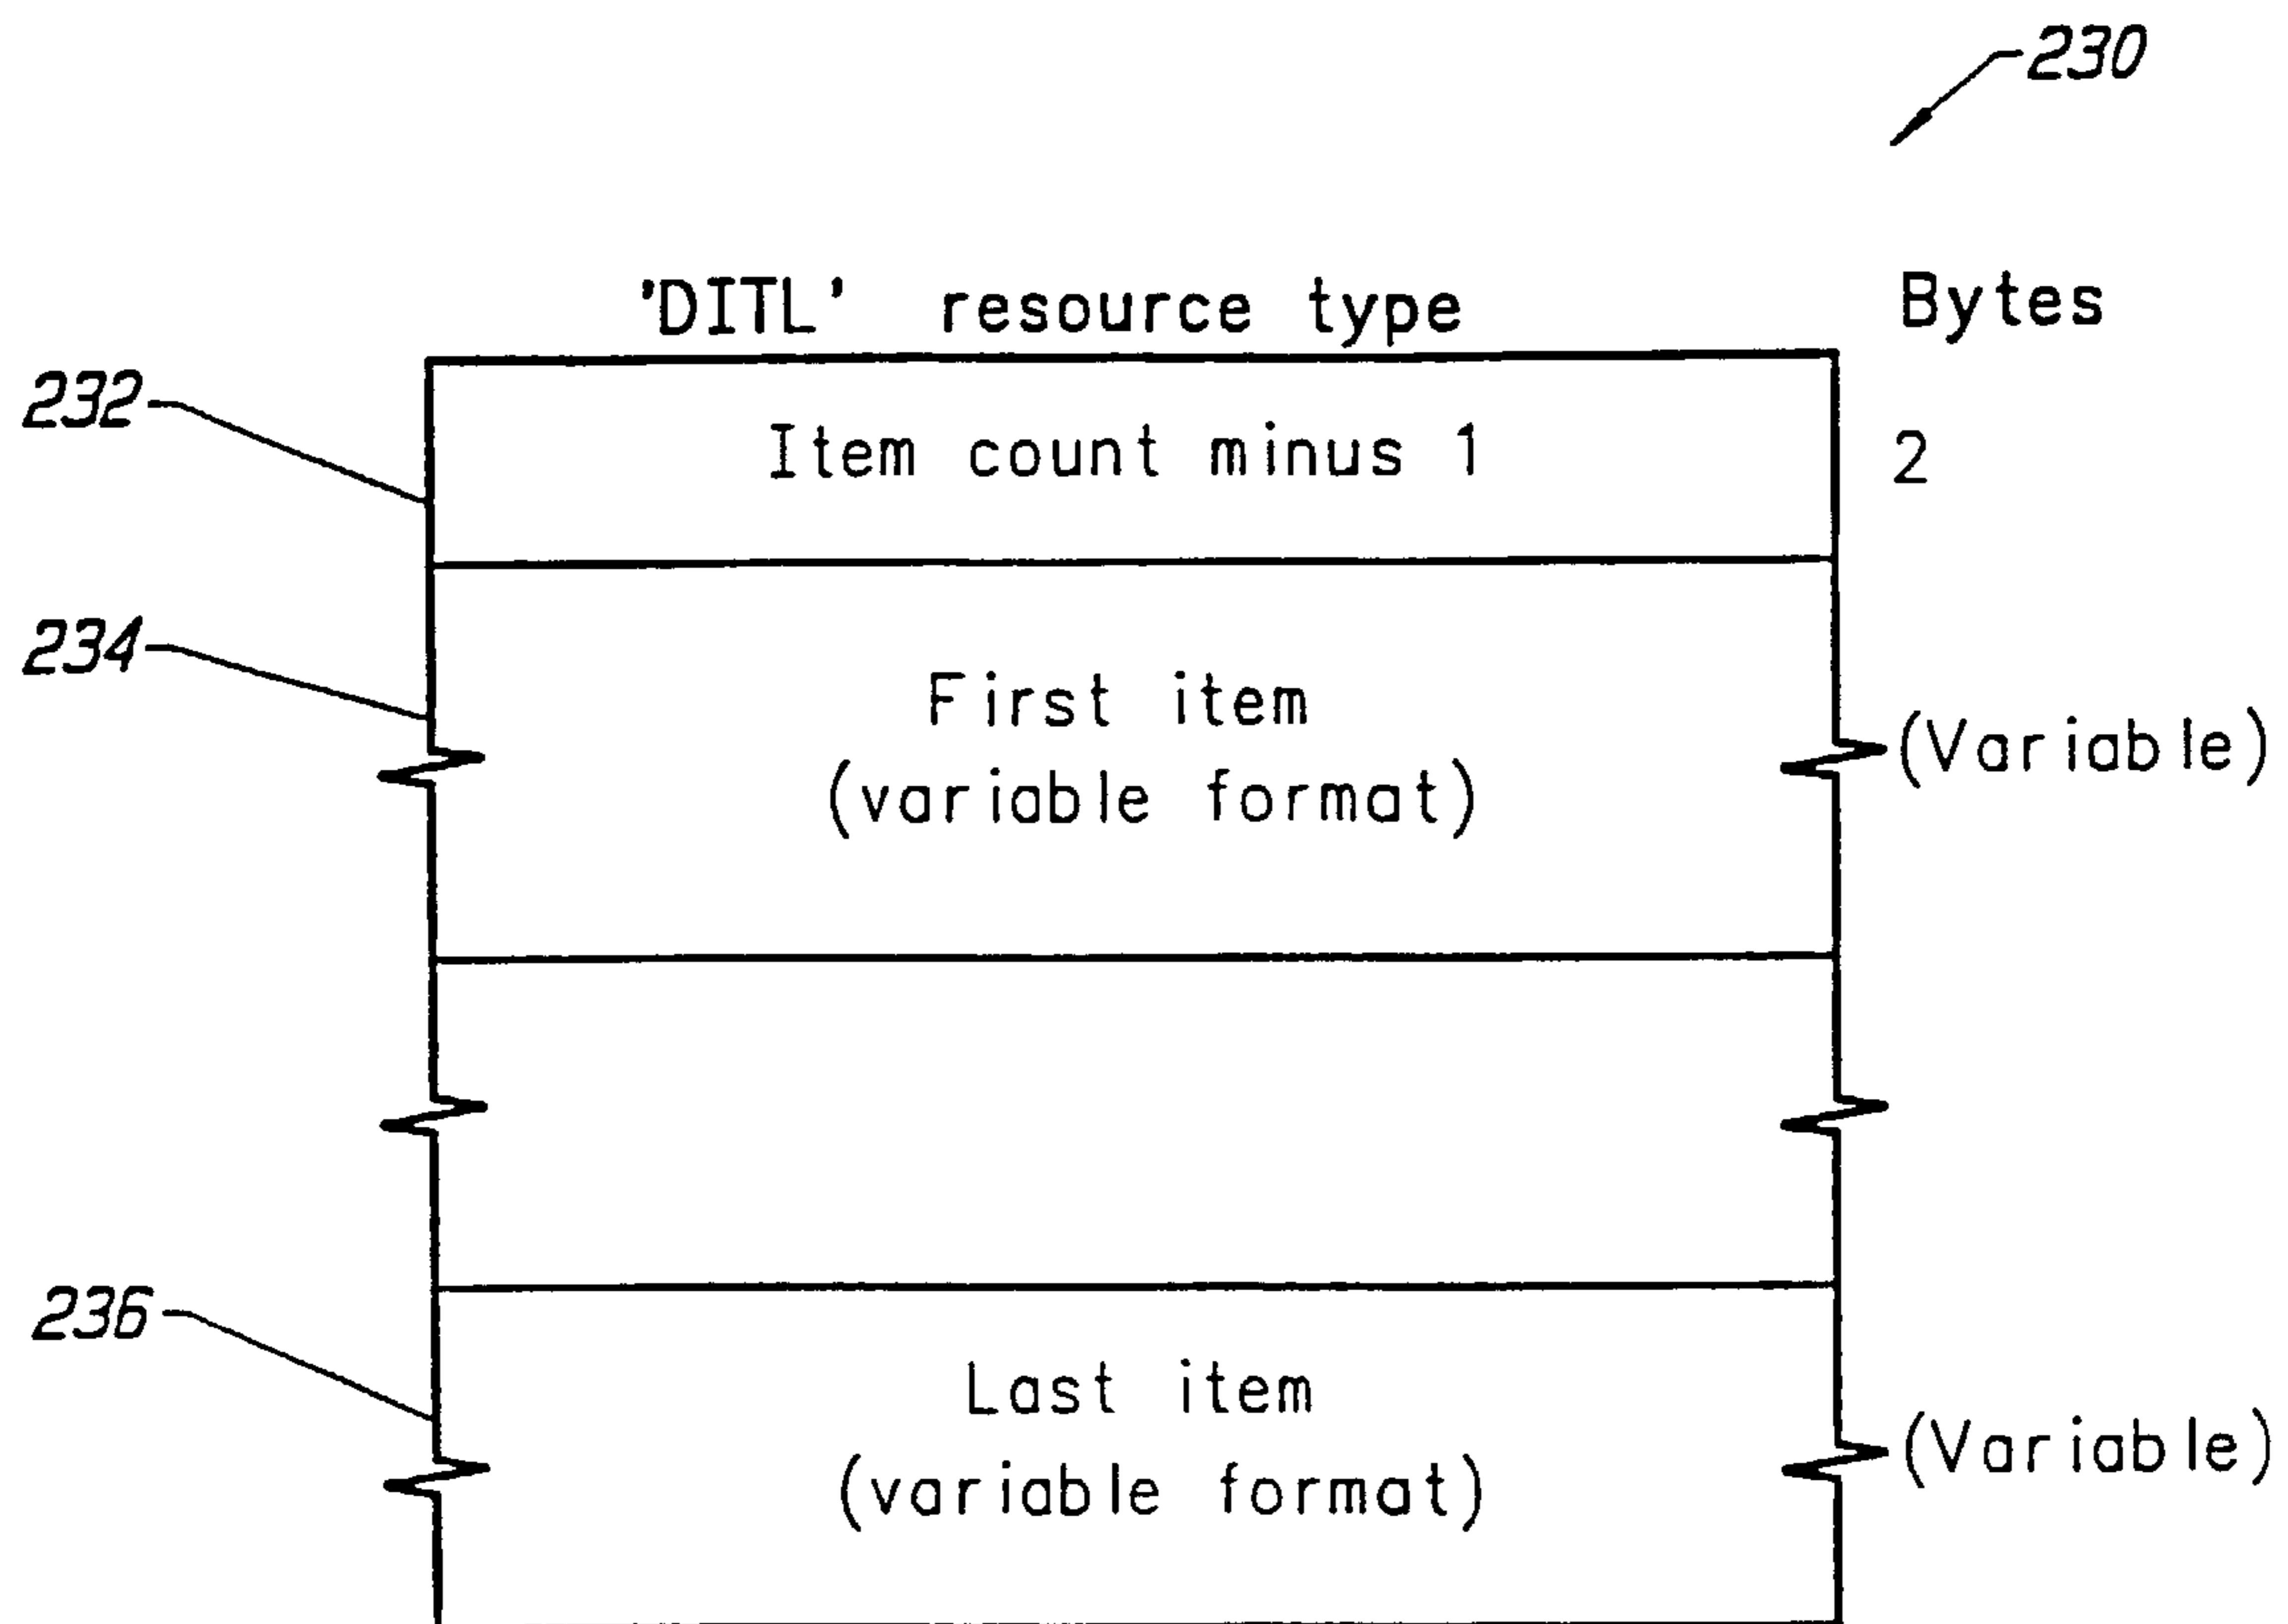 230
'DITL' resource type Bytes
232
Item count minus 1 2
234
First item
(variable format) (Variable)
236
Last item
(variable format) (Variable)